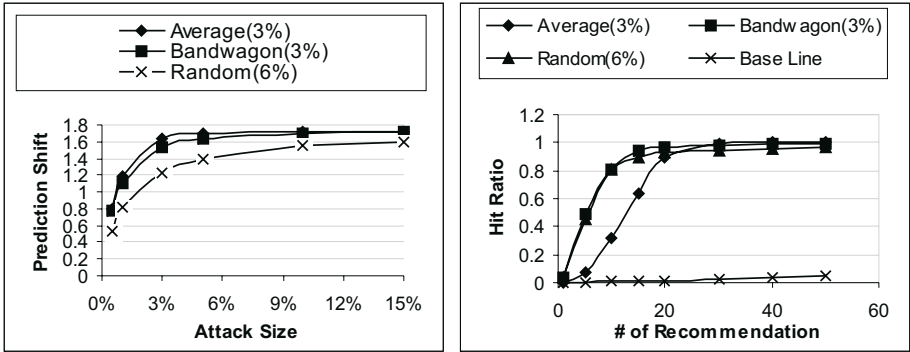 Average(3%)
Bandwagon(3%)
Random(6%)
1.8
1.6
1.4
1.2
1
0.8
0.6
0.4
0.2
0
Prediction Shift
0% 3% 6% 9% 12% 15%
Attack Size
Average(3%) Bandwagon(3%)
Random(6%) Base Line
1.2
1
0.8
0.6
0.4
0.2
0
Hit Ratio
0 20 40 60
# of Recommendation